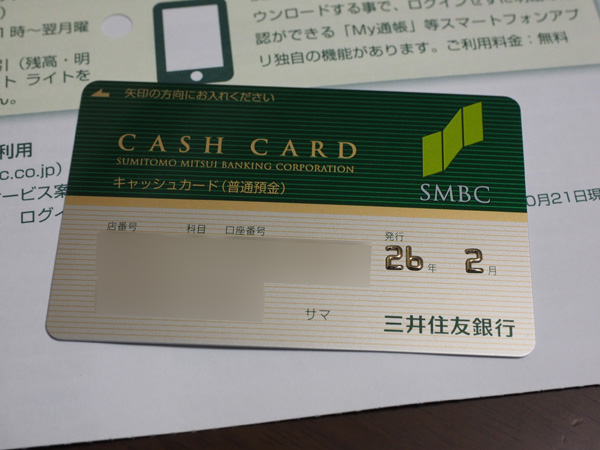 1時〜翌月曜
引（残高・明
ト ライトを
ん。
ウンロードする事で、ログインせずに
認ができる「My通帳」等スマートフォンアプ
リ独自の機能があります。ご利用料金：無料
利用
c.co.jp）
ービス案
ログイ
0月21日現
矢印の方向にお入れください
CASH CARD
SUMITOMO MITSUI BANKING CORPORATION
キャッシュカード（普通預金）
SMBC
店番号 科目 口座番号 発行
26年 2月
サマ
三井住友銀行